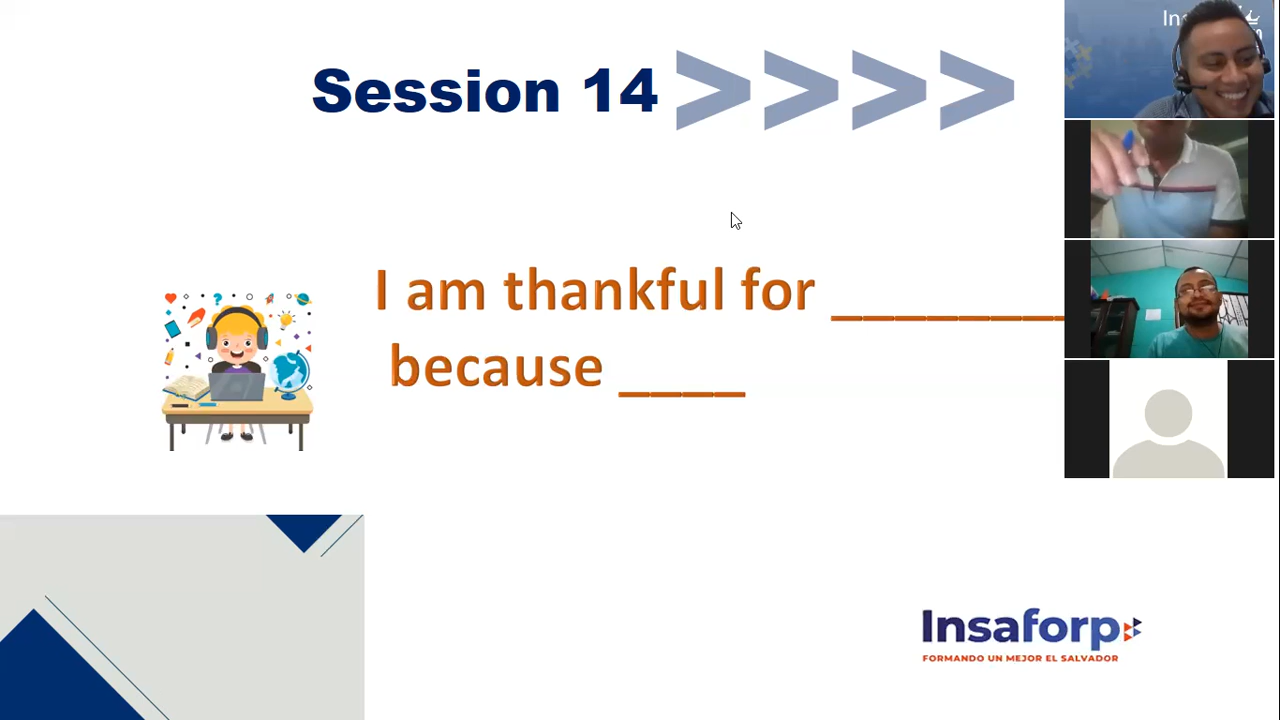 Session 14 >>>>
I am thankful for ________
because ____
Insaforp
FORMANDO UN MEJOR EL SALVADOR